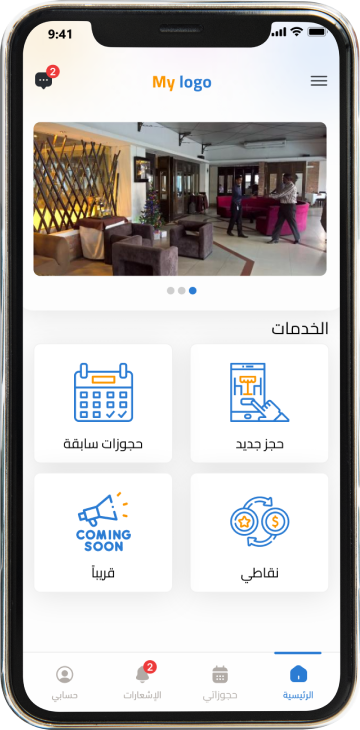 9:41
2
My logo
الخدمات
حجز جديد
حجوزات سابقة
$
COMING
SOON
نقاطي
قريباً
2
الرئيسية
حجوزاتي
الإشعارات
حسابي